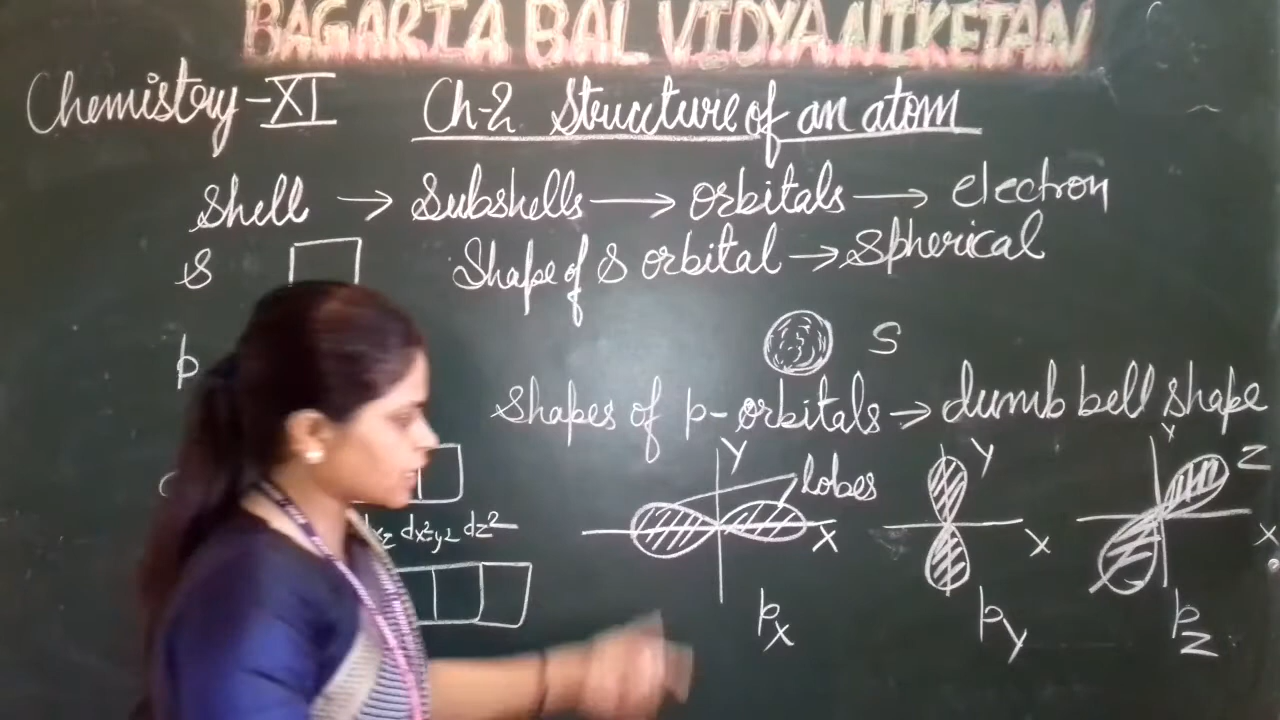 BAGARIA BAL VIDYA NIKETAN
Chemistry-XI Ch-2 Structure of an atom
Shell → Subshells → orbitals → electron
s Shape of s orbital → Spherical
S
p
Shapes of p-orbitals → dumb bell shape
Y lobes Y Y Z
dx²-y² dz²
X X X
px py pz